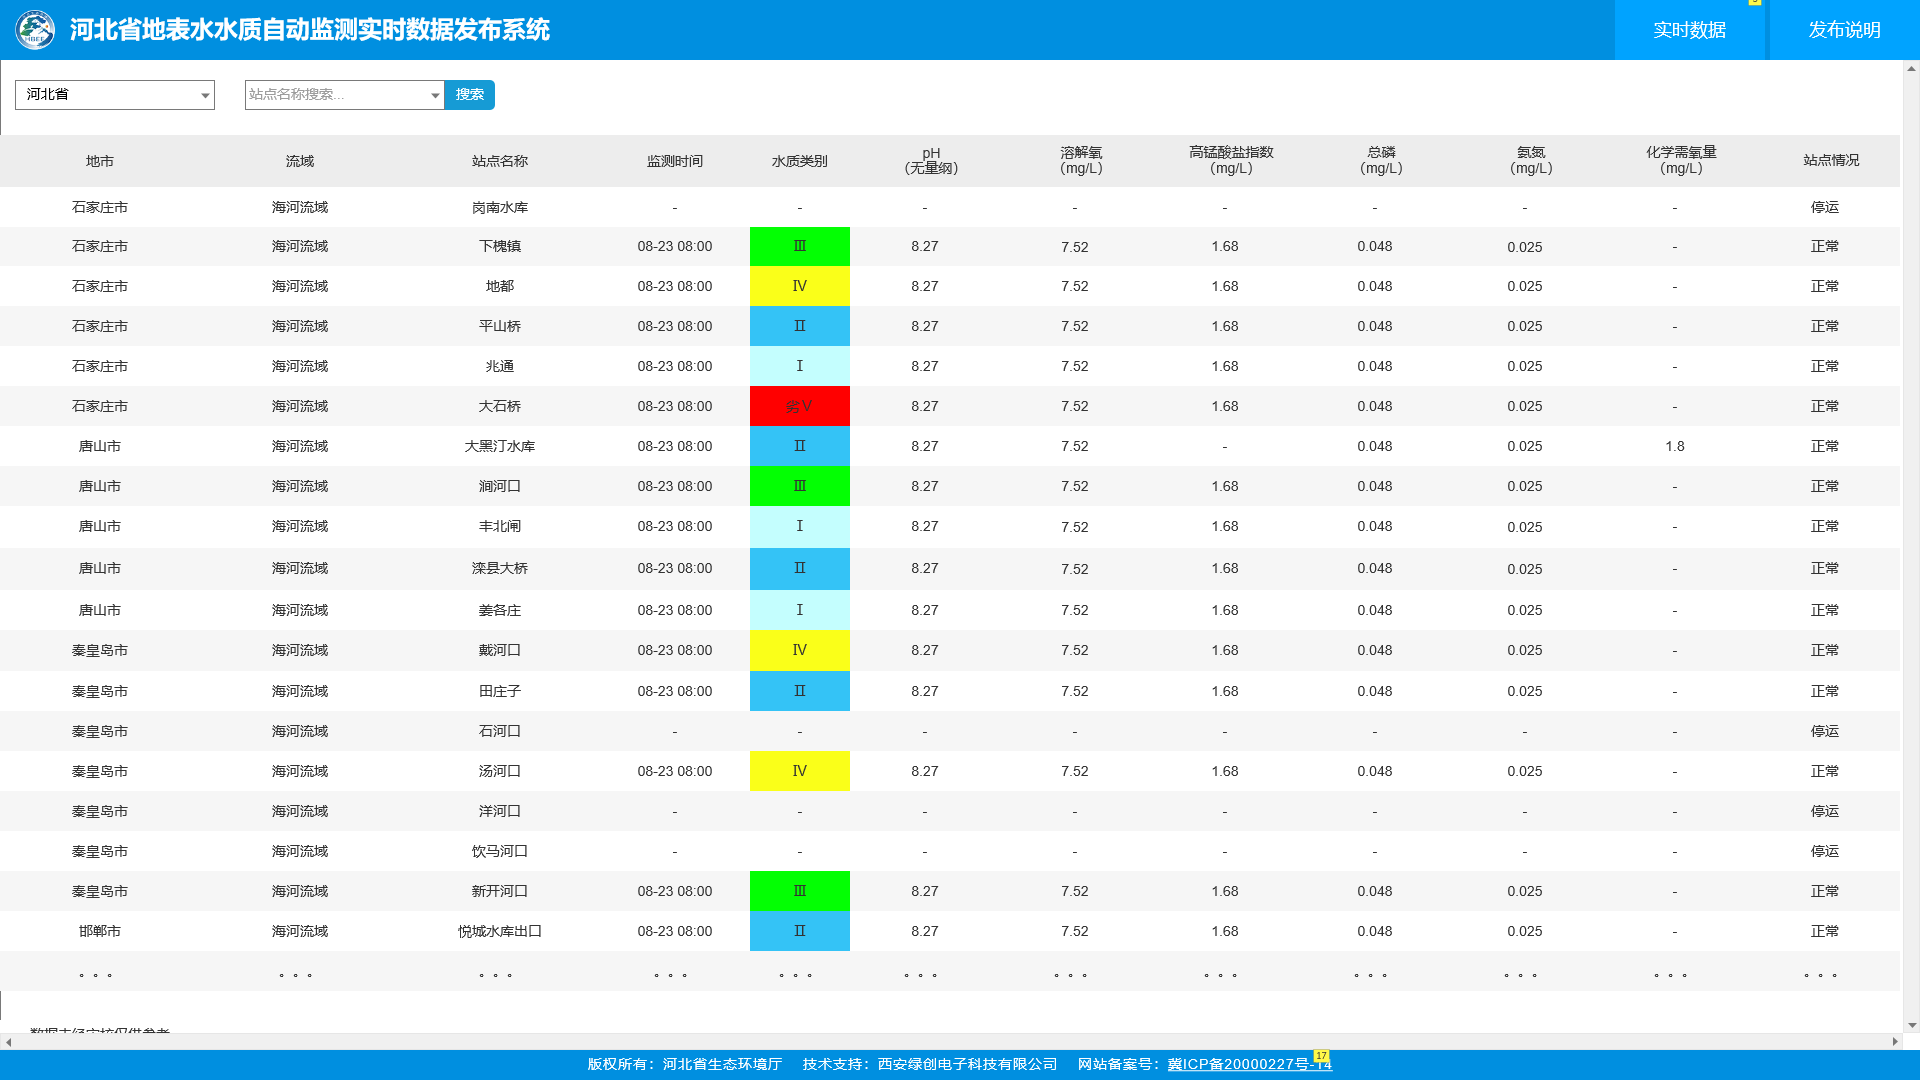 河北省地表水水质自动监测实时数据发布系统 实时数据 发布说明
河北省 站点名称搜索... 搜索
地市 流域 站点名称 监测时间 水质类别 pH（无量纲） 溶解氧（mg/L） 高锰酸盐指数（mg/L） 总磷（mg/L） 氨氮（mg/L） 化学需氧量（mg/L） 站点情况
石家庄市 海河流域 岗南水库 - - - - - - - - 停运
石家庄市 海河流域 下槐镇 08-23 08:00 Ⅲ 8.27 7.52 1.68 0.048 0.025 - 正常
石家庄市 海河流域 地都 08-23 08:00 Ⅳ 8.27 7.52 1.68 0.048 0.025 - 正常
石家庄市 海河流域 平山桥 08-23 08:00 Ⅱ 8.27 7.52 1.68 0.048 0.025 - 正常
石家庄市 海河流域 兆通 08-23 08:00 Ⅰ 8.27 7.52 1.68 0.048 0.025 - 正常
石家庄市 海河流域 大石桥 08-23 08:00 劣Ⅴ 8.27 7.52 1.68 0.048 0.025 - 正常
唐山市 海河流域 大黑汀水库 08-23 08:00 Ⅱ 8.27 7.52 - 0.048 0.025 1.8 正常
唐山市 海河流域 涧河口 08-23 08:00 Ⅲ 8.27 7.52 1.68 0.048 0.025 - 正常
唐山市 海河流域 丰北闸 08-23 08:00 Ⅰ 8.27 7.52 1.68 0.048 0.025 - 正常
唐山市 海河流域 滦县大桥 08-23 08:00 Ⅱ 8.27 7.52 1.68 0.048 0.025 - 正常
唐山市 海河流域 姜各庄 08-23 08:00 Ⅰ 8.27 7.52 1.68 0.048 0.025 - 正常
秦皇岛市 海河流域 戴河口 08-23 08:00 Ⅳ 8.27 7.52 1.68 0.048 0.025 - 正常
秦皇岛市 海河流域 田庄子 08-23 08:00 Ⅱ 8.27 7.52 1.68 0.048 0.025 - 正常
秦皇岛市 海河流域 石河口 - - - - - - - - 停运
秦皇岛市 海河流域 汤河口 08-23 08:00 Ⅳ 8.27 7.52 1.68 0.048 0.025 - 正常
秦皇岛市 海河流域 洋河口 - - - - - - - - 停运
秦皇岛市 海河流域 饮马河口 - - - - - - - - 停运
秦皇岛市 海河流域 新开河口 08-23 08:00 Ⅲ 8.27 7.52 1.68 0.048 0.025 - 正常
邯郸市 海河流域 悦城水库出口 08-23 08:00 Ⅱ 8.27 7.52 1.68 0.048 0.025 - 正常
。。。 。。。 。。。 。。。 。。。 。。。 。。。 。。。 。。。 。。。 。。。 。。。
数据未经审核仅供参考
版权所有：河北省生态环境厅 技术支持：西安绿创电子科技有限公司 网站备案号：冀ICP备20000227号-14
17